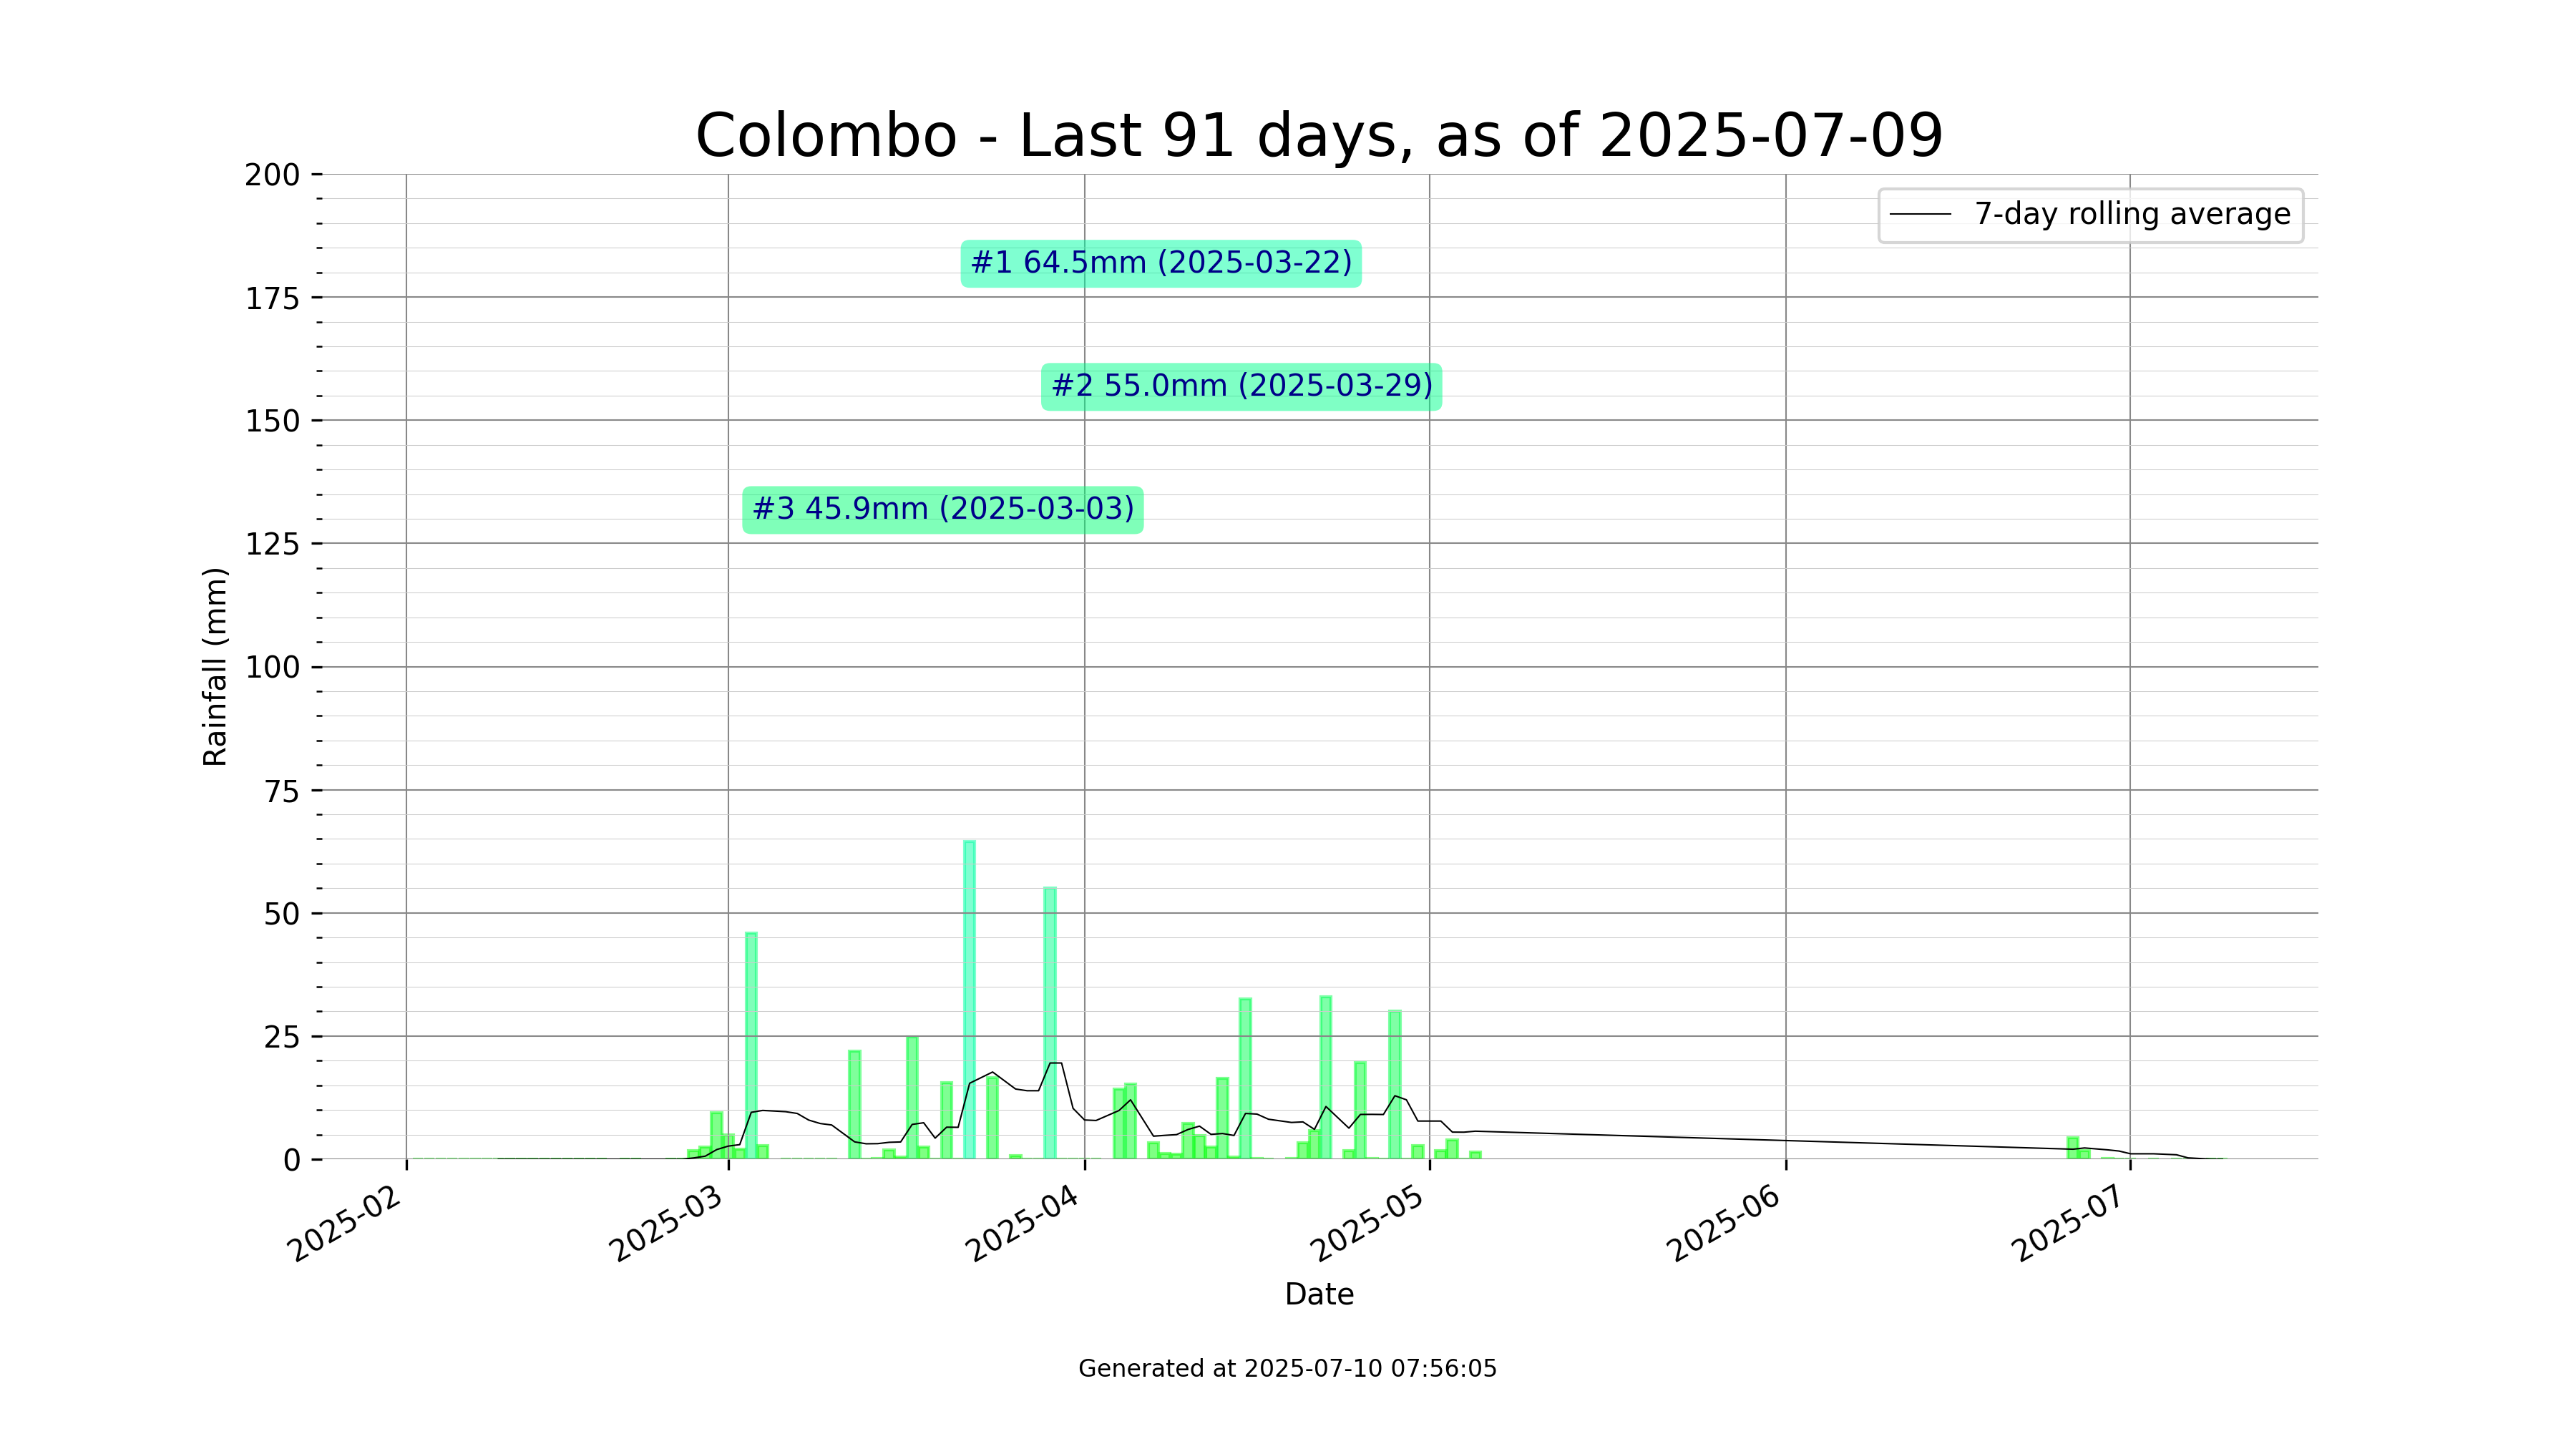 Colombo - Last 91 days, as of 2025-07-09
7-day rolling average
200
175
150
125
100
75
50
25
0
Rainfall (mm)
#1 64.5mm (2025-03-22)
#2 55.0mm (2025-03-29)
#3 45.9mm (2025-03-03)
2025-02
2025-03
2025-04
2025-05
2025-06
2025-07
Date
Generated at 2025-07-10 07:56:05